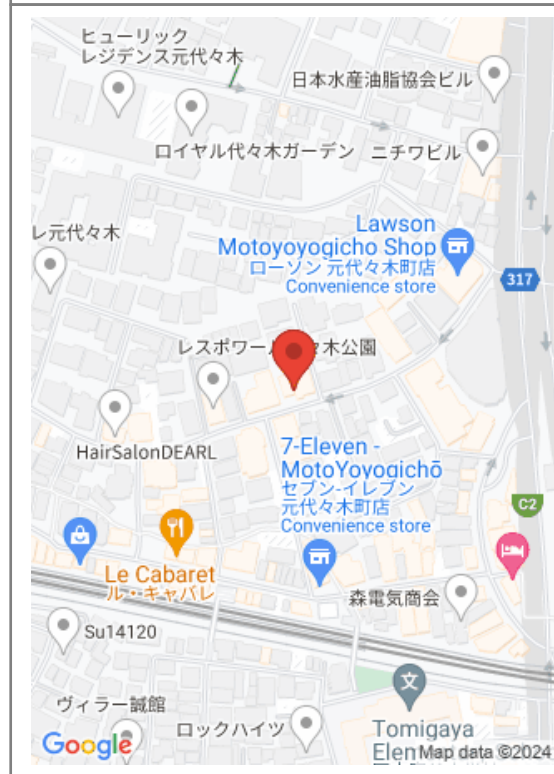 ヒューリック
レジデンス元代々木
日本水産油脂協会ビル
ロイヤル代々木ガーデン
ニチワビル
Lawson
Motoyoyogicho Shop
ローソン 元代々木町店
Convenience store
レ元代々木
317
レスポワール
々木公園
HairSalonDEARL
7-Eleven -
MotoYoyogichō
セブン-イレブン
元代々木町店
Convenience store
C2
Le Cabaret
ル・キャバレ
森電気商会
Su14120
文
ヴィラー誠館
ロックハイツ
Tomigaya
Elem
Google
Map data ©2024